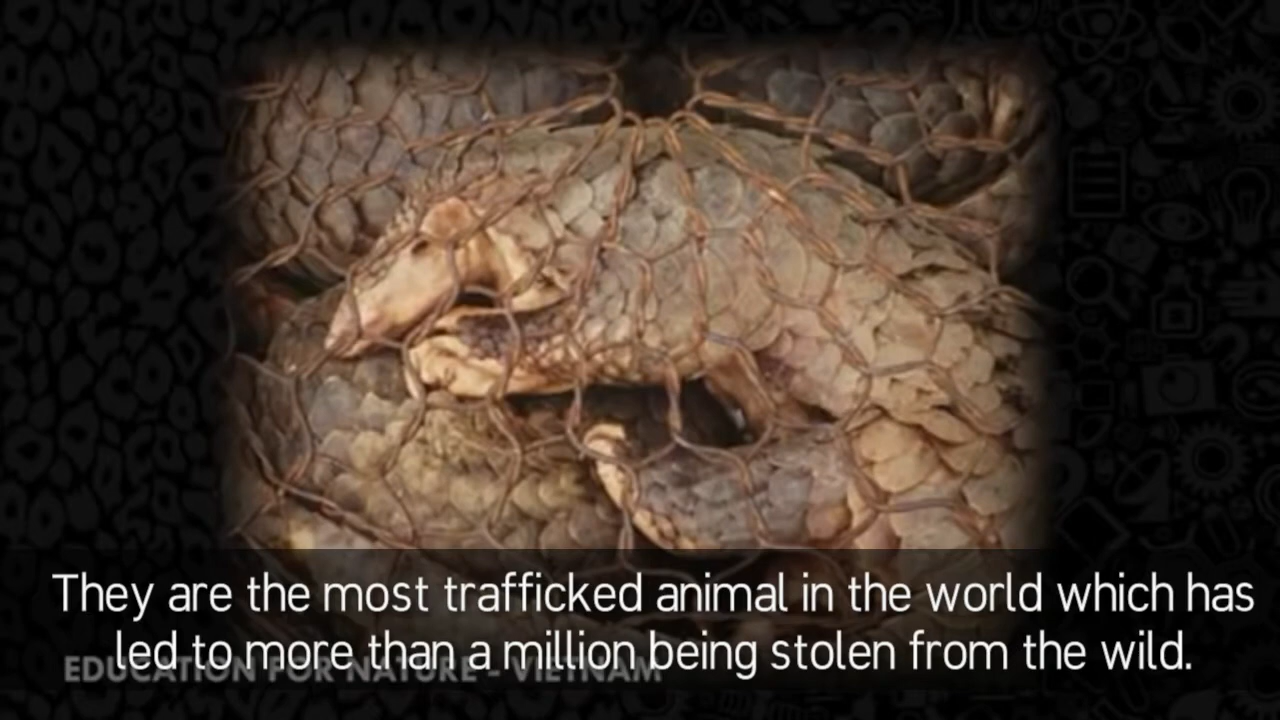 They are the most trafficked animal in the world which has
led to more than a million being stolen from the wild.
EDUCATION FOR NATURE - VIETNAM